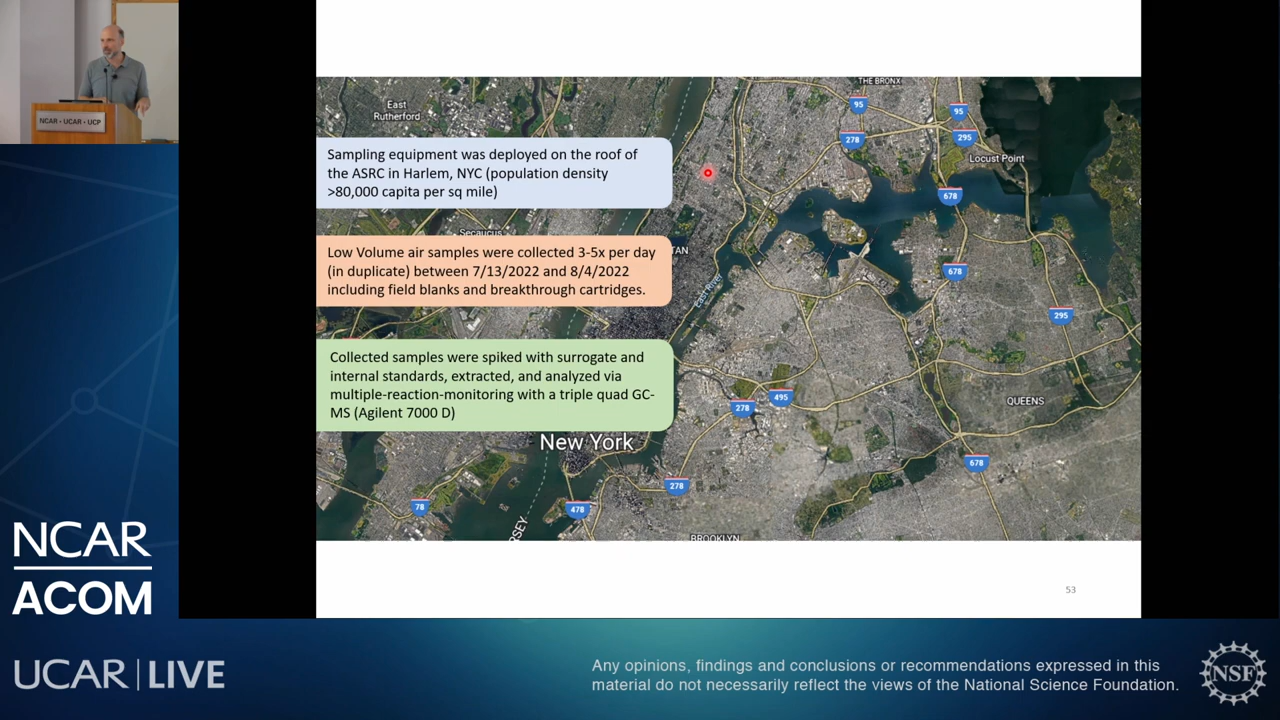 NCAR • UCAR • UCP
THE BRONX
East
Rutherford
95
95
278
295
Locust Point
Sampling equipment was deployed on the roof of
the ASRC in Harlem, NYC (population density
>80,000 capita per sq mile)
678
Secaucus
TAN
Low Volume air samples were collected 3-5x per day
(in duplicate) between 7/13/2022 and 8/4/2022
including field blanks and breakthrough cartridges.
678
East River
295
Collected samples were spiked with surrogate and
internal standards, extracted, and analyzed via
multiple-reaction-monitoring with a triple quad GC-
MS (Agilent 7000 D)
278
495
QUEENS
New York
678
278
78
478
RSEY
BROOKLYN
53
NCAR
ACOM
UCAR | LIVE
Any opinions, findings and conclusions or recommendations expressed in this
material do not necessarily reflect the views of the National Science Foundation.
NSF